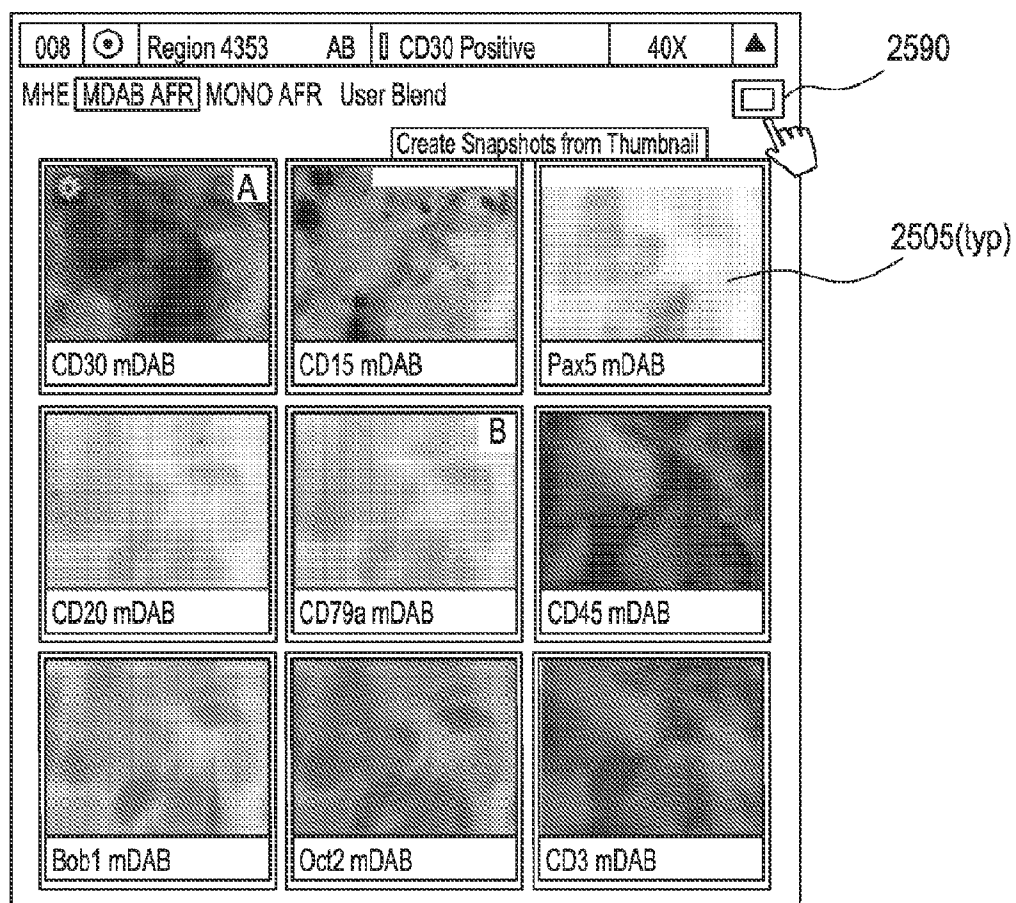 008 Region 4353 AB CD30 Positive 40X
2590
MHE MDAB AFR MONO AFR User Blend
Create Snapshots from Thumbnail
A
2505(typ)
CD30 mDAB CD15 mDAB Pax5 mDAB
B
CD20 mDAB CD79a mDAB CD45 mDAB
Bob1 mDAB Oct2 mDAB CD3 mDAB